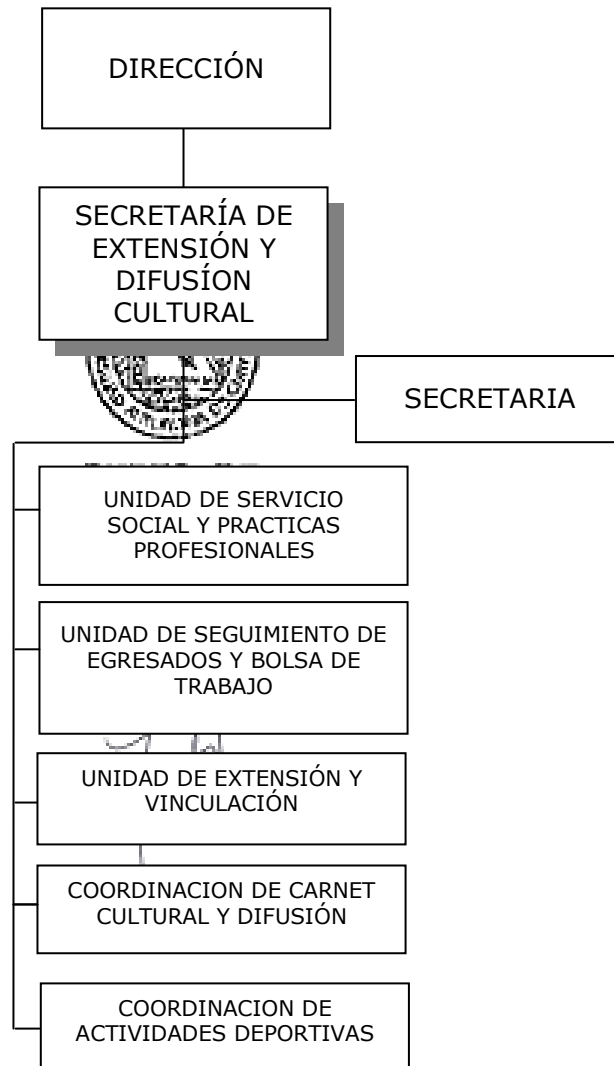 DIRECCIÓN
SECRETARÍA DE
EXTENSIÓN Y
DIFUSÍON
CULTURAL
SECRETARIA
UNIDAD DE SERVICIO
SOCIAL Y PRACTICAS
PROFESIONALES
UNIDAD DE SEGUIMIENTO DE
EGRESADOS Y BOLSA DE
TRABAJO
UNIDAD DE EXTENSIÓN Y
VINCULACIÓN
COORDINACION DE CARNET
CULTURAL Y DIFUSIÓN
COORDINACION DE
ACTIVIDADES DEPORTIVAS